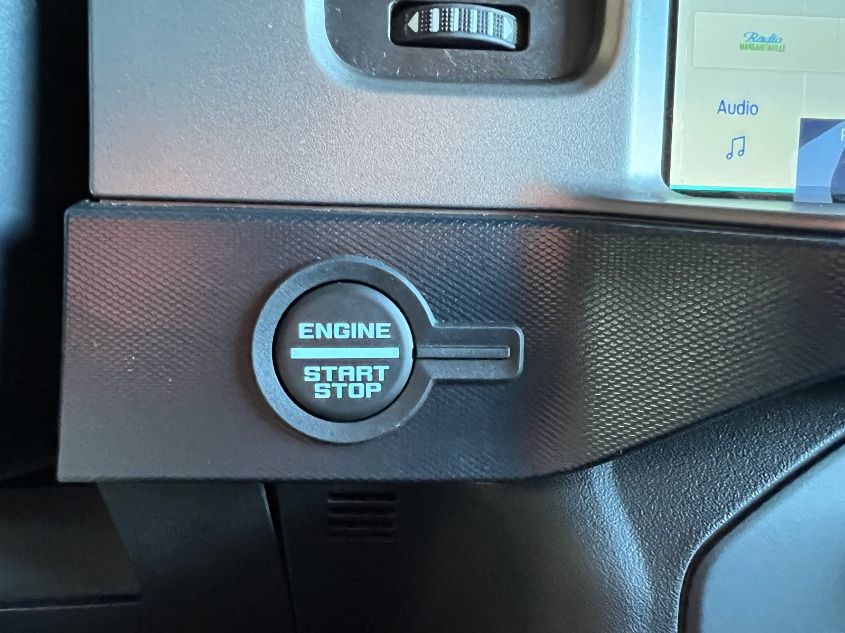 Radio
MARGARITAVILLE
Audio
ENGINE
START
STOP